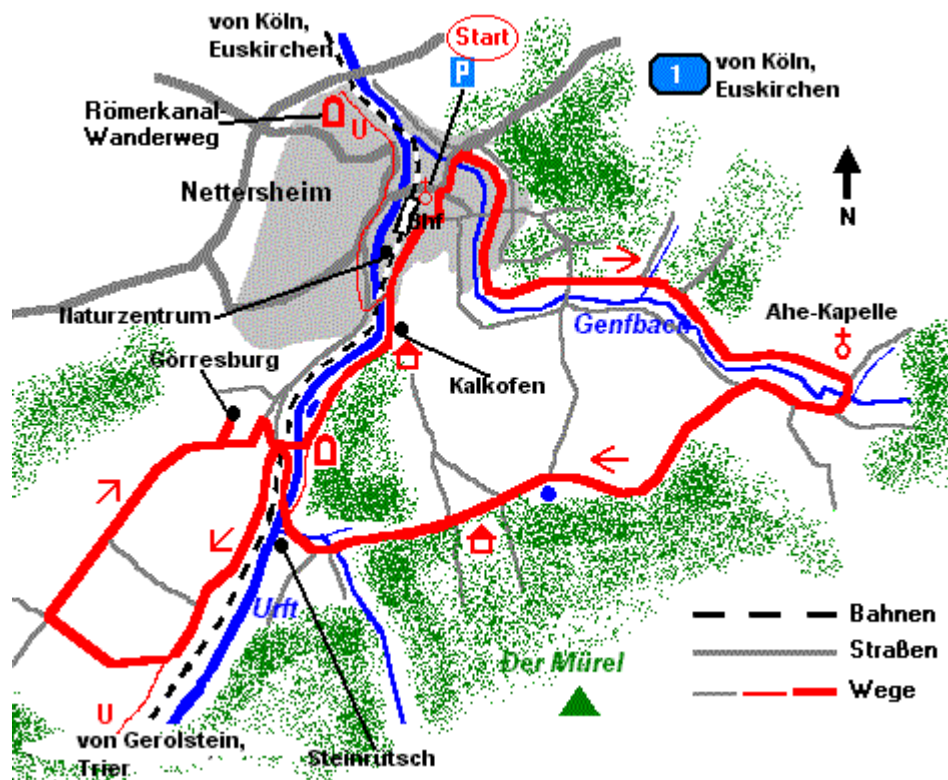 von Köln,
Euskirchen
Start
P
1
von Köln,
Euskirchen
Römerkanal-
Wanderweg
U
Nettersheim
N
Bhf
Naturzentrum
Genfbach
Ahe-Kapelle
Görresburg
Kalkofen
Urft
Bahnen
Straßen
Der Mürel
Wege
U
von Gerolstein,
Trier
Steinrutsch